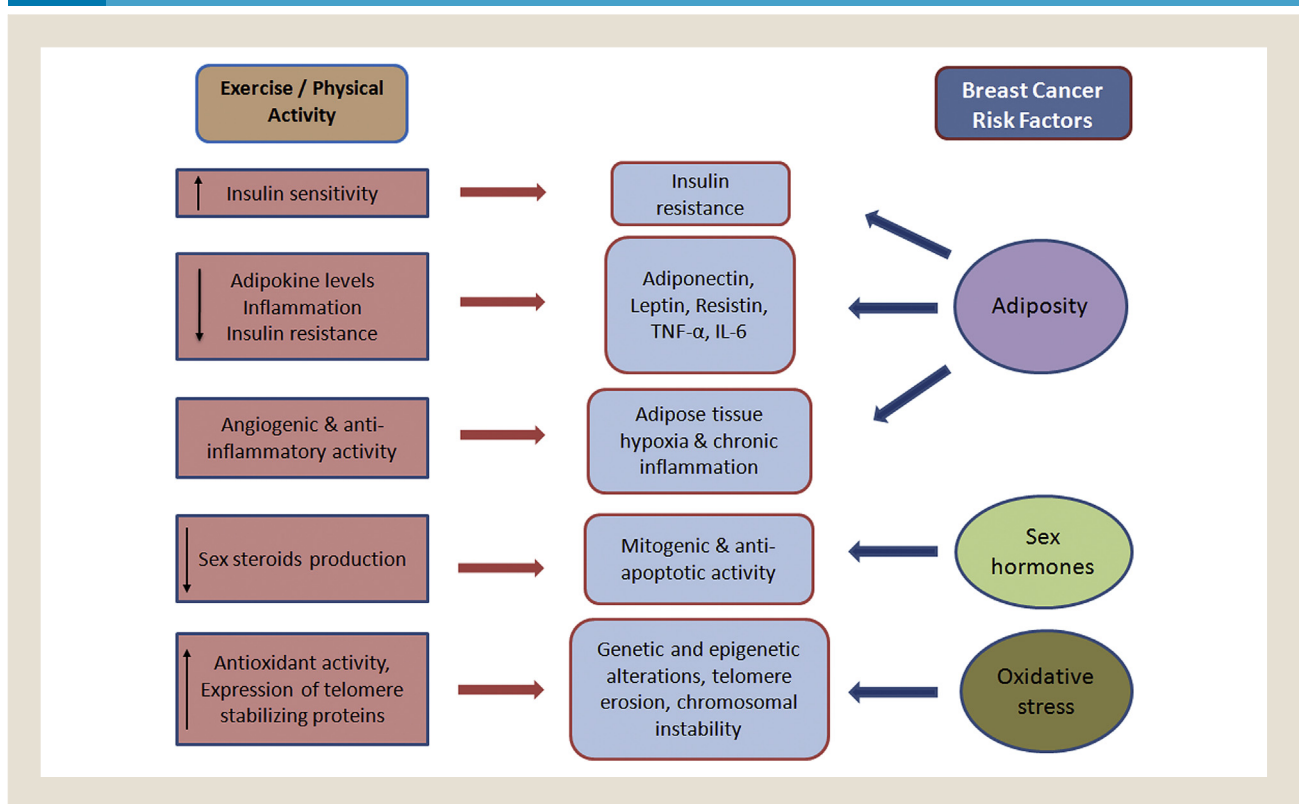 Exercise / Physical
Activity
Breast Cancer
Risk Factors
Insulin sensitivity
Insulin
resistance
Adipokine levels
Inflammation
Insulin resistance
Adiponectin,
Leptin, Resistin,
TNF-α, IL-6
Adiposity
Angiogenic & anti-
inflammatory activity
Adipose tissue
hypoxia & chronic
inflammation
Sex steroids production
Mitogenic & anti-
apoptotic activity
Sex
hormones
Antioxidant activity,
Expression of telomere
stabilizing proteins
Genetic and epigenetic
alterations, telomere
erosion, chromosomal
instability
Oxidative
stress